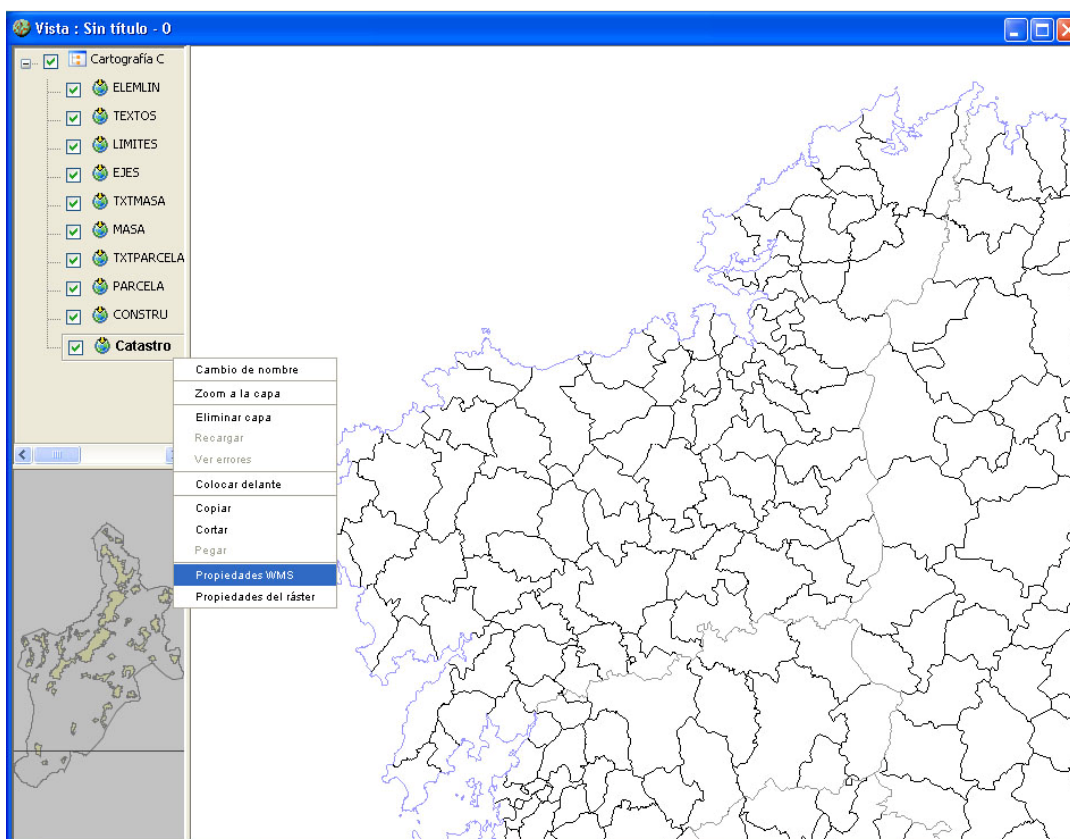 Vista : Sin título - 0
Cartografía C
ELEMLIN
TEXTOS
LIMITES
EJES
TXTMASA
MASA
TXTPARCELA
PARCELA
CONSTRU
Catastro
Cambio de nombre
Zoom a la capa
Eliminar capa
Recargar
Ver errores
Colocar delante
Copiar
Cortar
Pegar
Propiedades WMS
Propiedades del ráster